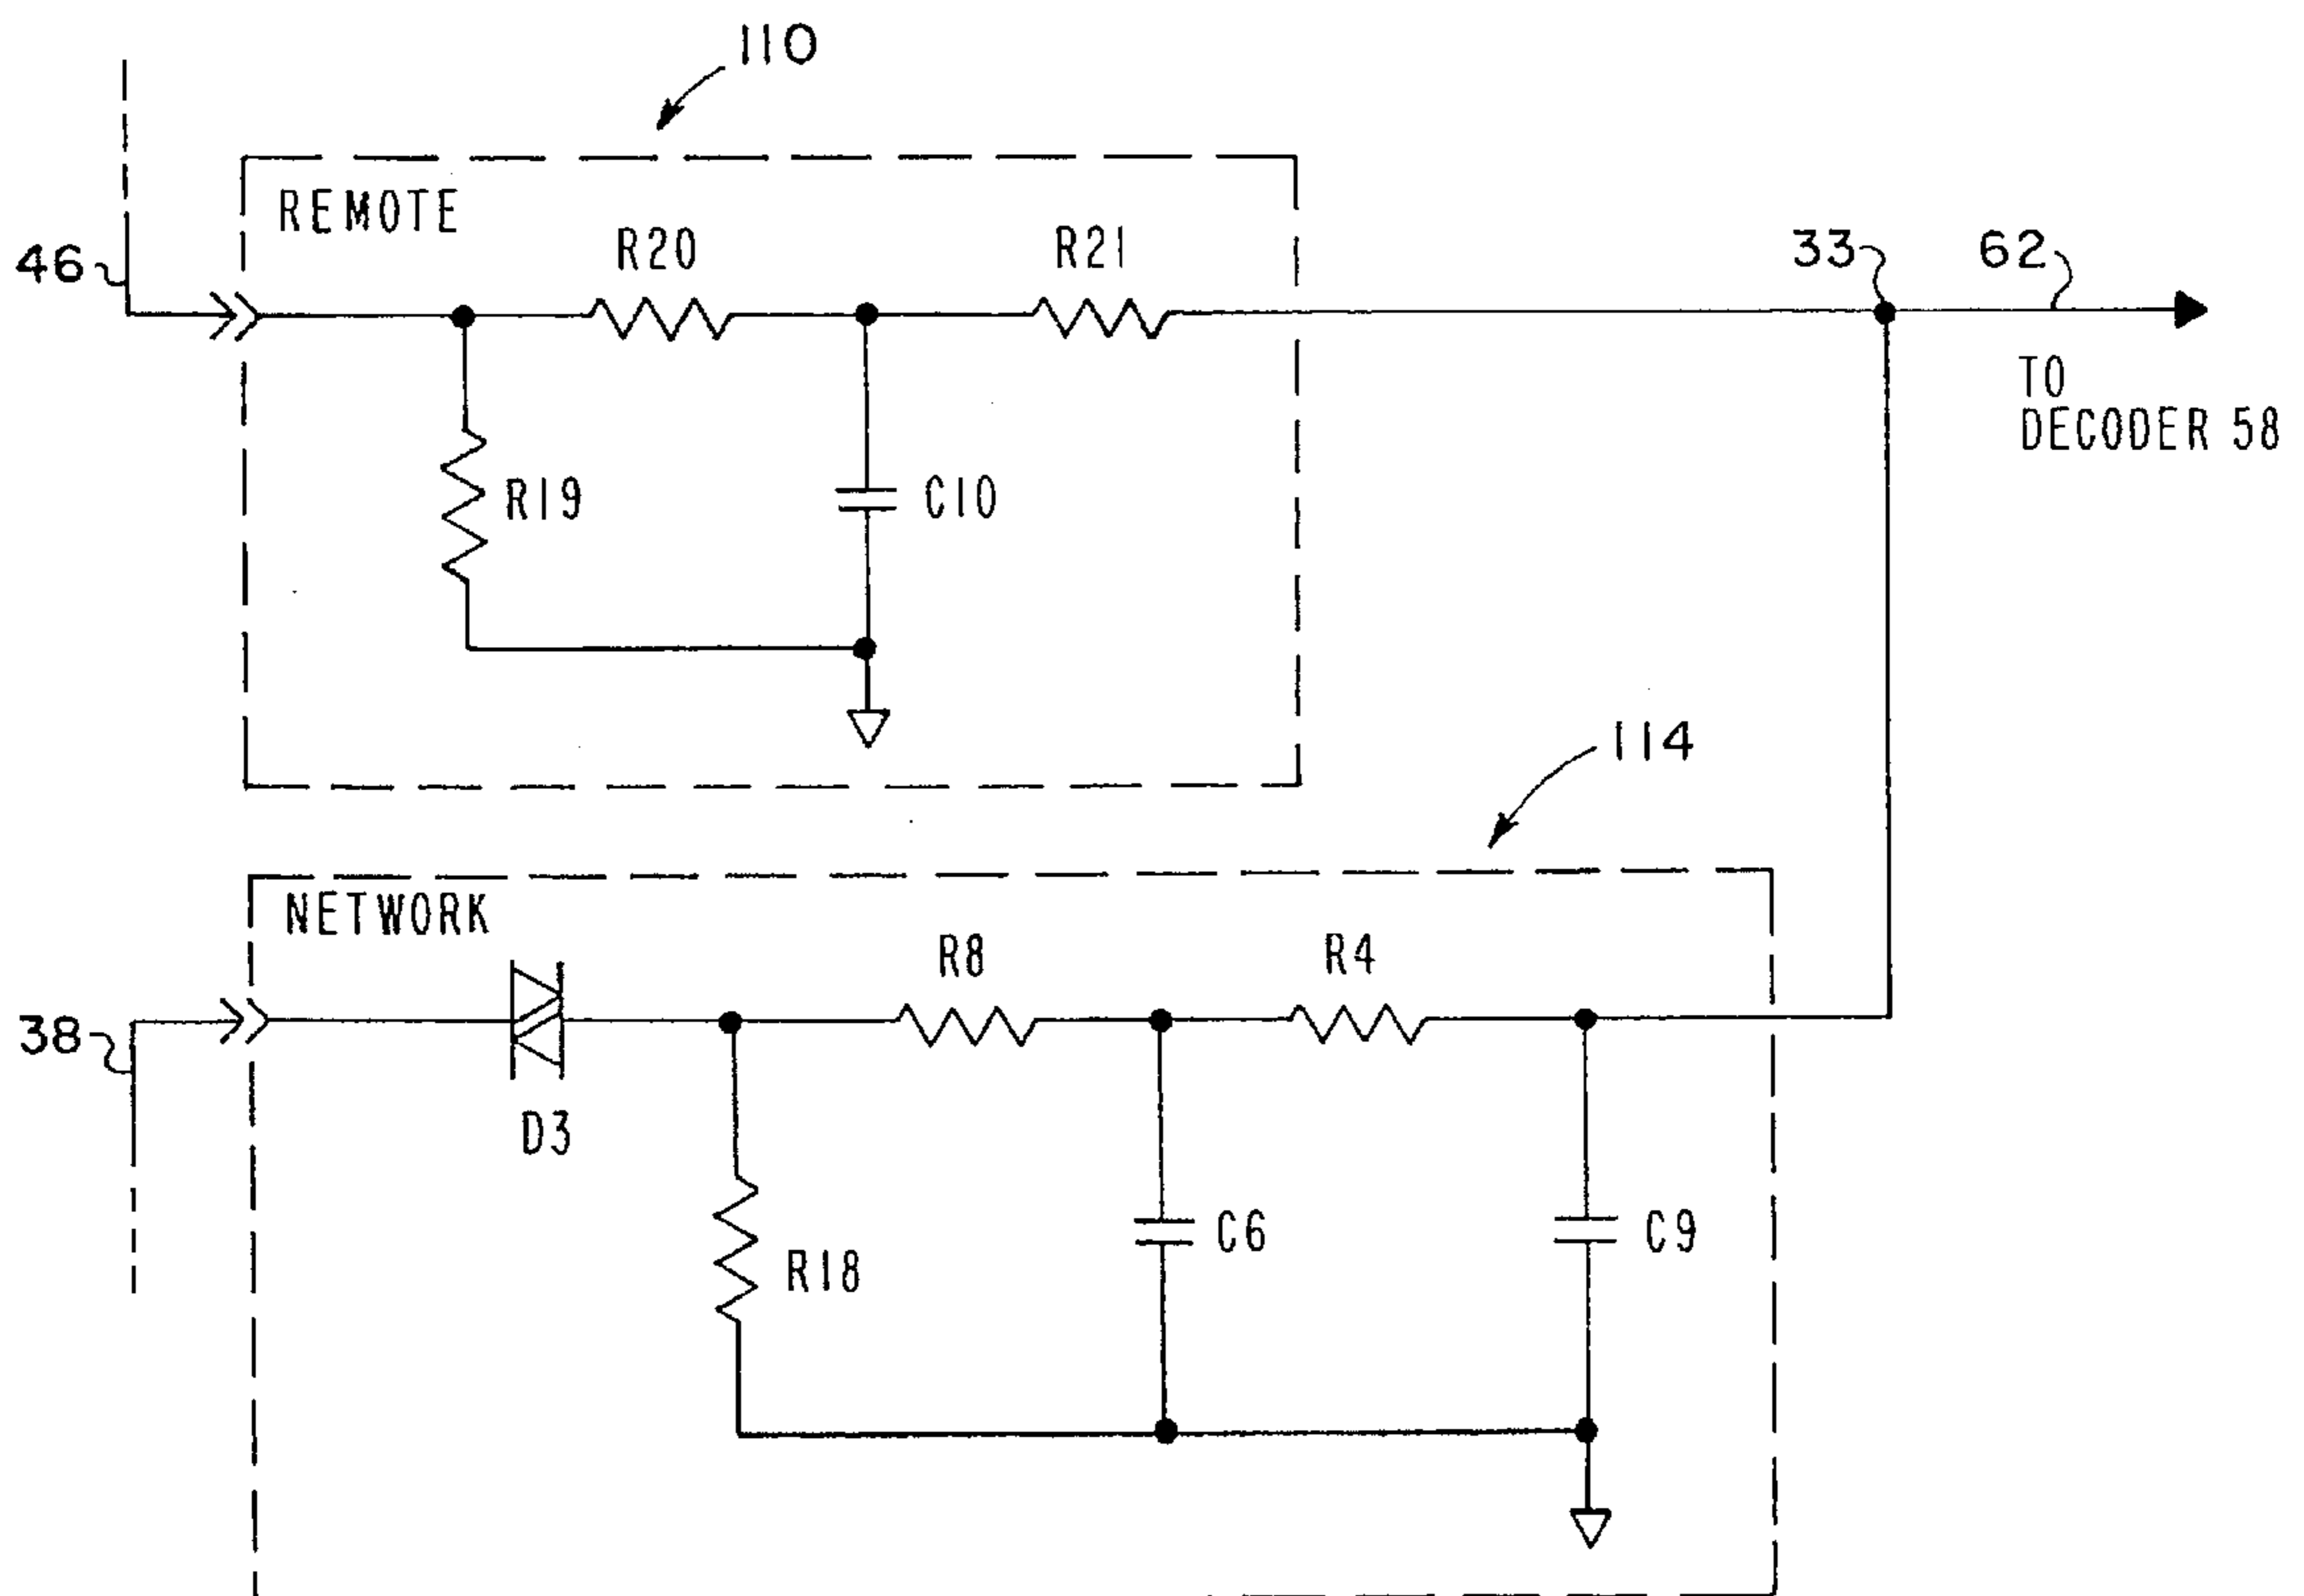 110
REMOTE
R20
R21
33
62
46
TO
DECODER 58
R19
C10
114
NETWORK
R8
R4
38
D3
R18
C6
C9